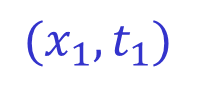 (x₁, t₁)